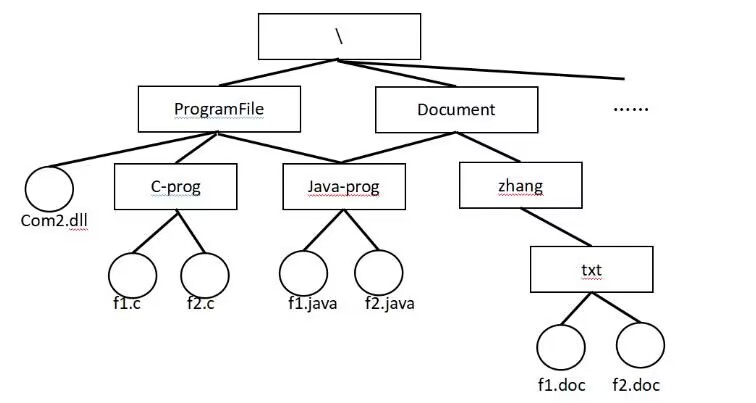 \
ProgramFile
Document
……
C-prog
Java-prog
zhang
Com2.dll
txt
f1.c
f2.c
f1.java
f2.java
f1.doc
f2.doc